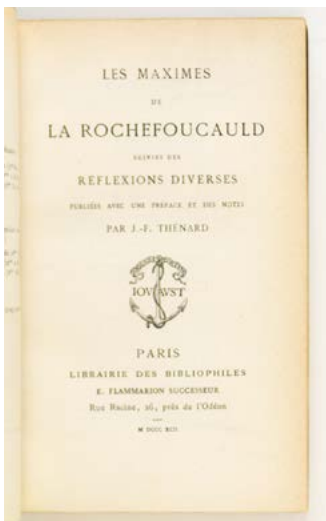 LES MAXIMES
DE
LA ROCHEFOUCAULD
SUIVIES DES
RÉFLEXIONS DIVERSES
PUBLIÉES AVEC UNE PRÉFACE ET DES NOTES
PAR J.-F. THÉNARD
IOVAVST
PARIS
LIBRAIRIE DES BIBLIOPHILES
E. FLAMMARION SUCCESSEUR
Rue Racine, 26, près de l'Odéon
M DCCC XCII